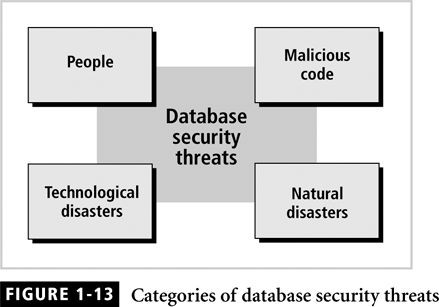 People
Malicious
code
Database
security
threats
Technological
disasters
Natural
disasters
FIGURE 1-13 Categories of database security threats